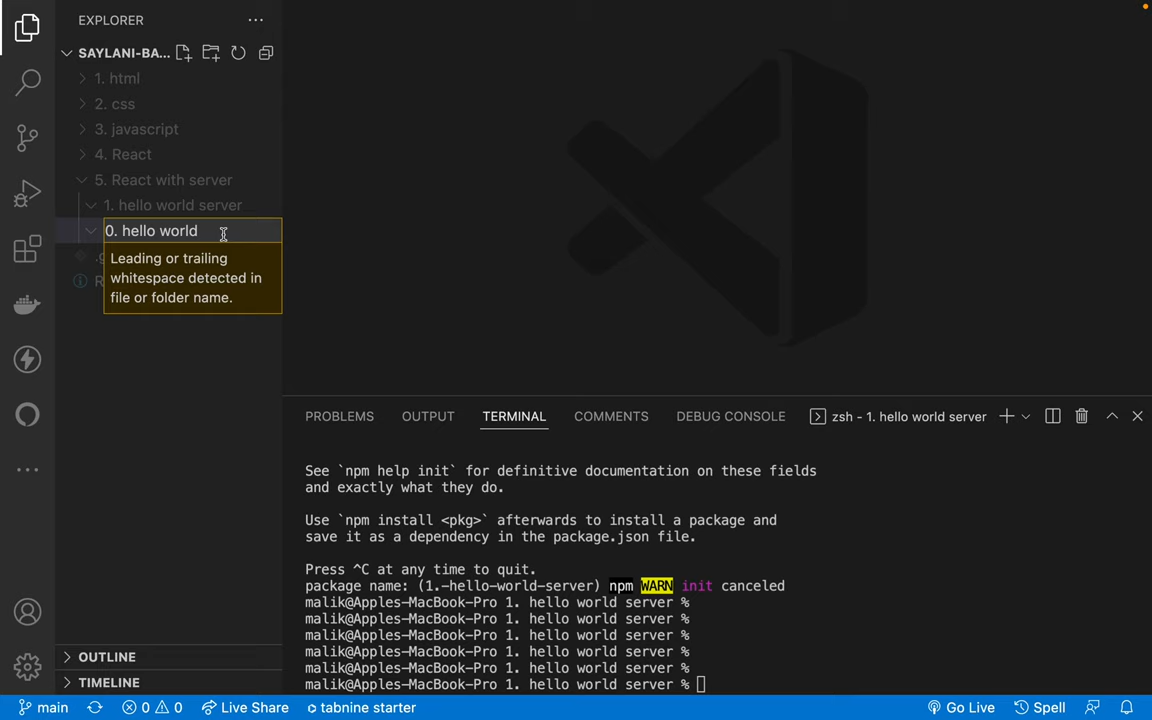 EXPLORER
SAYLANI-BA...
1. html
2. css
3. javascript
4. React
5. React with server
1. hello world server
0. hello world
Leading or trailing
whitespace detected in
file or folder name.
.g
R
OUTLINE
TIMELINE
PROBLEMS OUTPUT TERMINAL COMMENTS DEBUG CONSOLE zsh - 1. hello world server
See `npm help init` for definitive documentation on these fields
and exactly what they do.
Use `npm install <pkg>` afterwards to install a package and
save it as a dependency in the package.json file.
Press ^C at any time to quit.
package name: (1.-hello-world-server) npm WARN init canceled
malik@Apples-MacBook-Pro 1. hello world server %
malik@Apples-MacBook-Pro 1. hello world server %
malik@Apples-MacBook-Pro 1. hello world server %
malik@Apples-MacBook-Pro 1. hello world server %
malik@Apples-MacBook-Pro 1. hello world server %
malik@Apples-MacBook-Pro 1. hello world server %
main 0 0 Live Share tabnine starter Go Live Spell